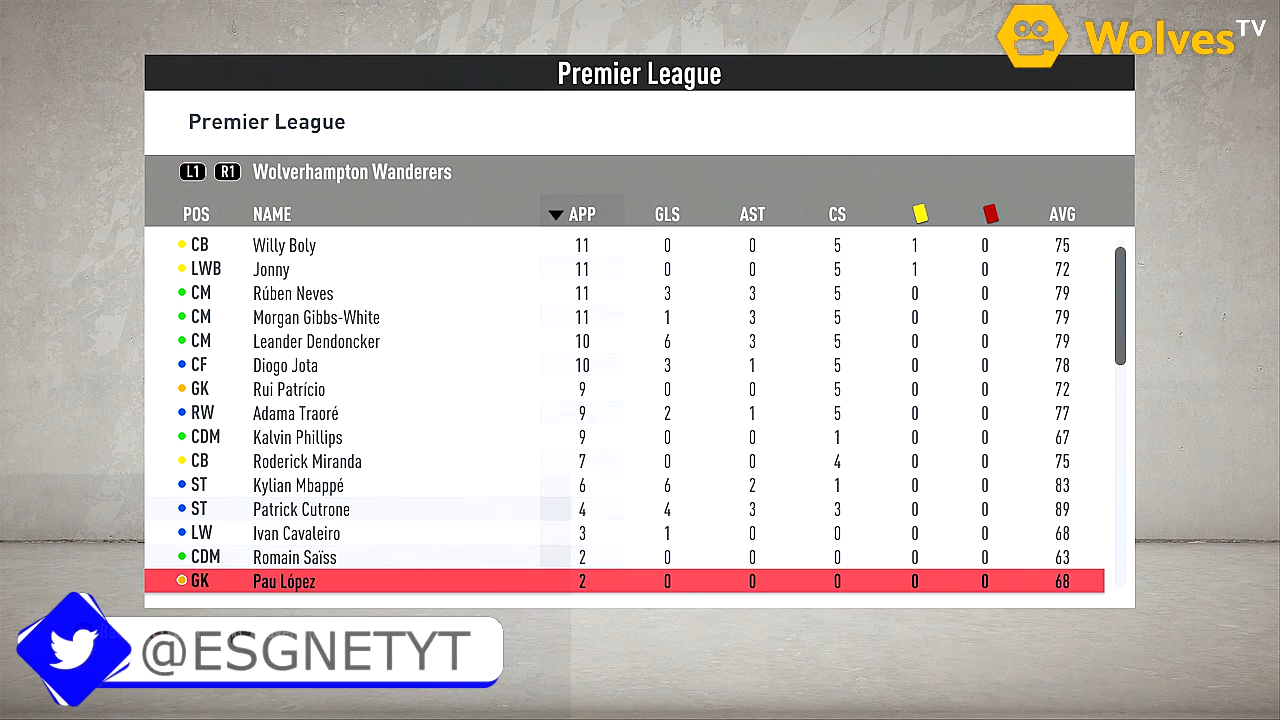 Wolves TV
Premier League
Premier League
L1 R1 Wolverhampton Wanderers
POS NAME APP GLS AST CS AVG
CB Willy Boly 11 0 0 5 1 0 75
LWB Jonny 11 0 0 5 1 0 72
CM Rúben Neves 11 3 3 5 0 0 79
CM Morgan Gibbs-White 11 1 3 5 0 0 79
CM Leander Dendoncker 10 6 3 5 0 0 79
CF Diogo Jota 10 3 1 5 0 0 78
GK Rui Patrício 9 0 0 5 0 0 72
RW Adama Traoré 9 2 1 5 0 0 77
CDM Kalvin Phillips 9 0 0 1 0 0 67
CB Roderick Miranda 7 0 0 4 0 0 75
ST Kylian Mbappé 6 6 2 1 0 0 83
ST Patrick Cutrone 4 4 3 3 0 0 89
LW Ivan Cavaleiro 3 1 0 0 0 0 68
CDM Romain Saïss 2 0 0 0 0 0 63
GK Pau López 2 0 0 0 0 0 68
@ESGNETYT